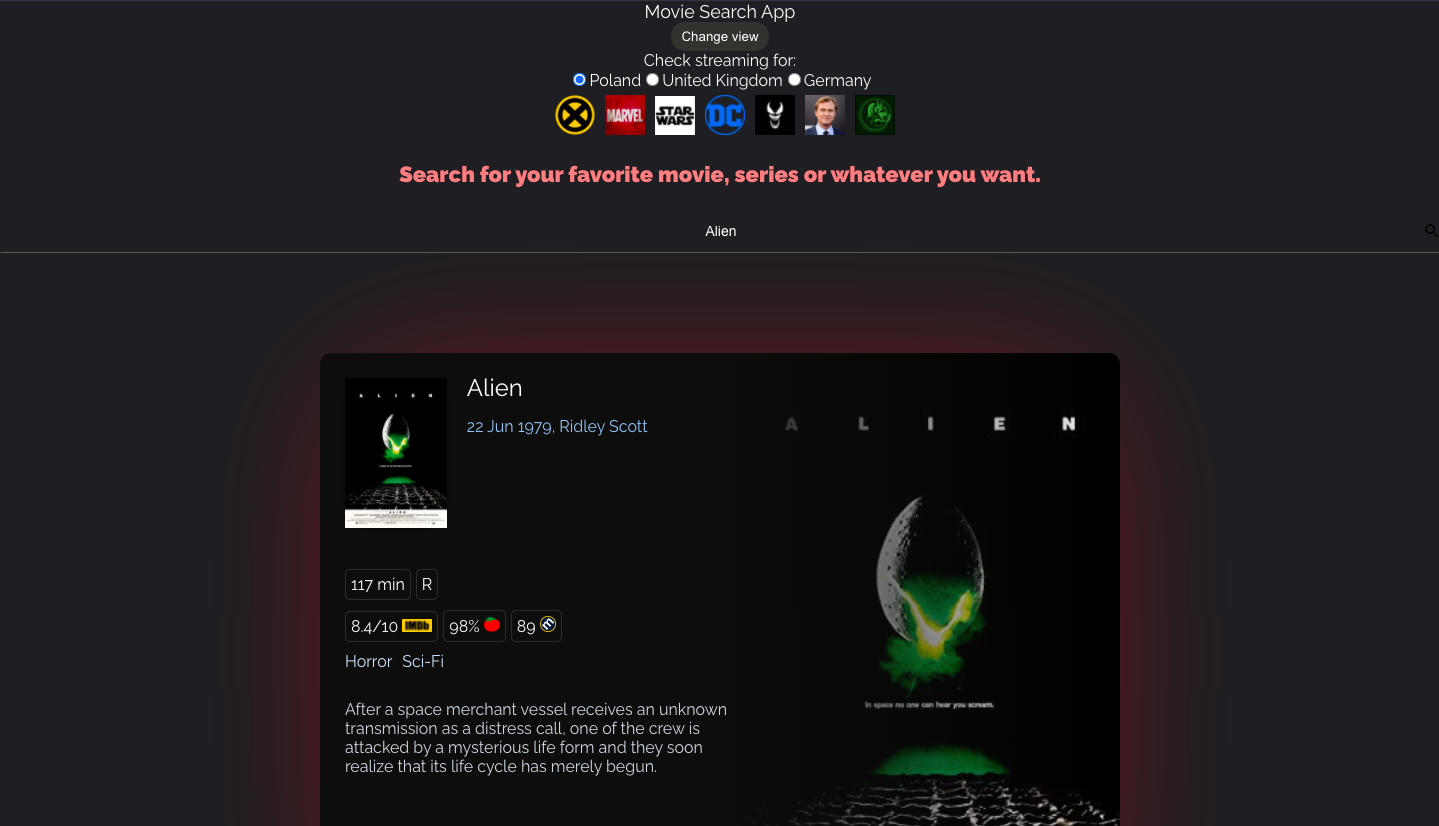 Movie Search App
Change view
Check streaming for:
Poland United Kingdom Germany
MARVEL STAR WARS DC
Search for your favorite movie, series or whatever you want.
Alien
Alien
22 Jun 1979, Ridley Scott
A L I E N
A L I E N
117 min R
8.4/10 IMDb 98% 89
Horror Sci-Fi
In space no one can hear you scream.
After a space merchant vessel receives an unknown
transmission as a distress call, one of the crew is
attacked by a mysterious life form and they soon
realize that its life cycle has merely begun.